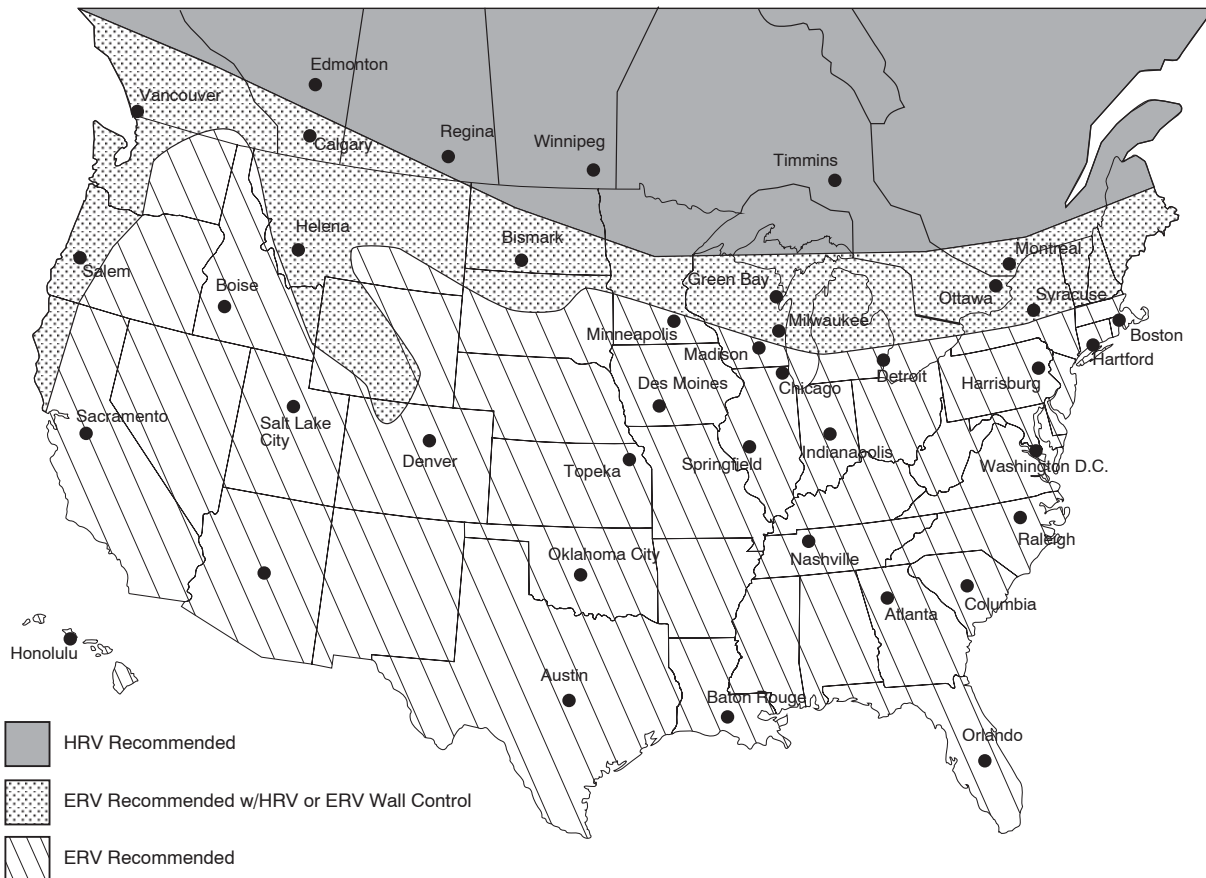 Edmonton
Vancouver
Calgary
Regina
Winnipeg
Timmins
Helena
Bismark
Montreal
Salem
Boise
Green Bay
Ottawa
Syracuse
Minneapolis
Milwaukee
Boston
Madison
Hartford
Des Moines
Chicago
Detroit
Harrisburg
Sacramento
Salt Lake
City
Denver
Topeka
Springfield
Indianapolis
Washington D.C.
Oklahoma City
Nashville
Raleigh
Columbia
Atlanta
Honolulu
Austin
Baton Rouge
Orlando
HRV Recommended
ERV Recommended w/HRV or ERV Wall Control
ERV Recommended